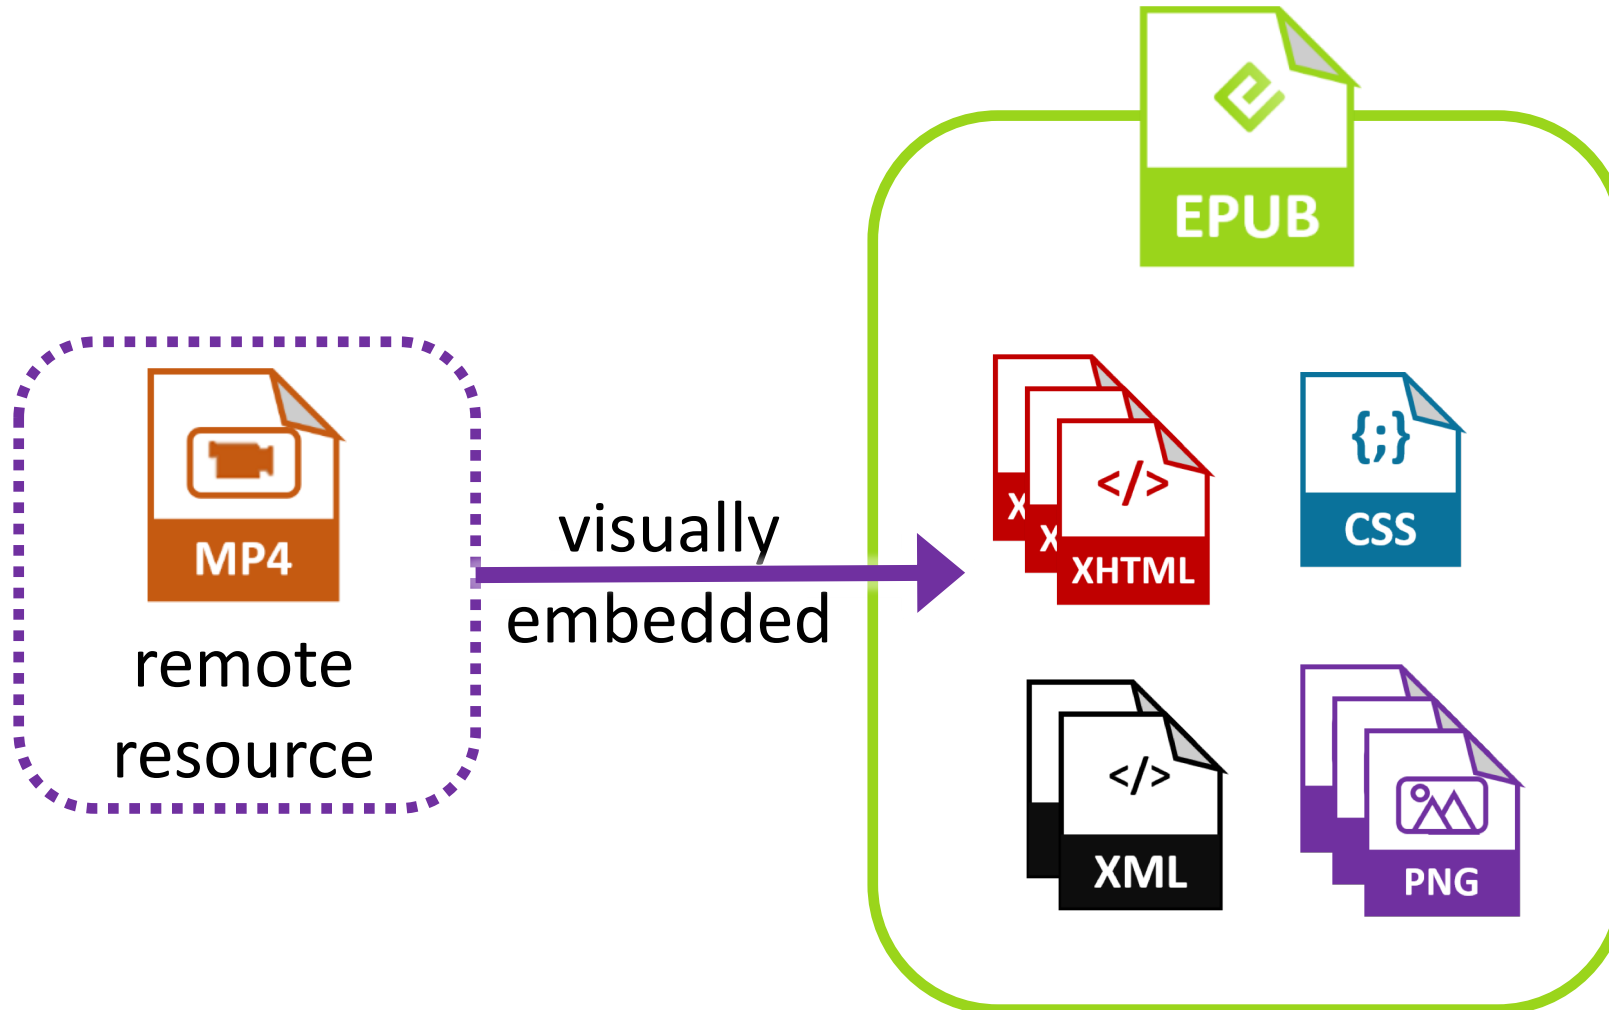 EPUB
MP4
remote
resource
visually
embedded
X
X
</>
XHTML
{;}
CSS
</>
XML
PNG